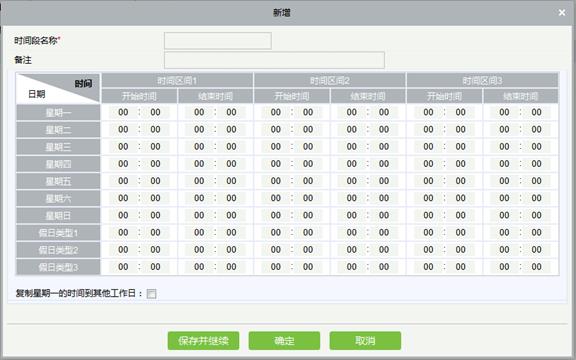 新增
时间段名称*
备注
时间 时间区间1 时间区间2 时间区间3
日期 开始时间 结束时间 开始时间 结束时间 开始时间 结束时间
星期一 00 : 00 00 : 00 00 : 00 00 : 00 00 : 00 00 : 00
星期二 00 : 00 00 : 00 00 : 00 00 : 00 00 : 00 00 : 00
星期三 00 : 00 00 : 00 00 : 00 00 : 00 00 : 00 00 : 00
星期四 00 : 00 00 : 00 00 : 00 00 : 00 00 : 00 00 : 00
星期五 00 : 00 00 : 00 00 : 00 00 : 00 00 : 00 00 : 00
星期六 00 : 00 00 : 00 00 : 00 00 : 00 00 : 00 00 : 00
星期日 00 : 00 00 : 00 00 : 00 00 : 00 00 : 00 00 : 00
假日类型1 00 : 00 00 : 00 00 : 00 00 : 00 00 : 00 00 : 00
假日类型2 00 : 00 00 : 00 00 : 00 00 : 00 00 : 00 00 : 00
假日类型3 00 : 00 00 : 00 00 : 00 00 : 00 00 : 00 00 : 00
复制星期一的时间到其他工作日：
保存并继续 确定 取消